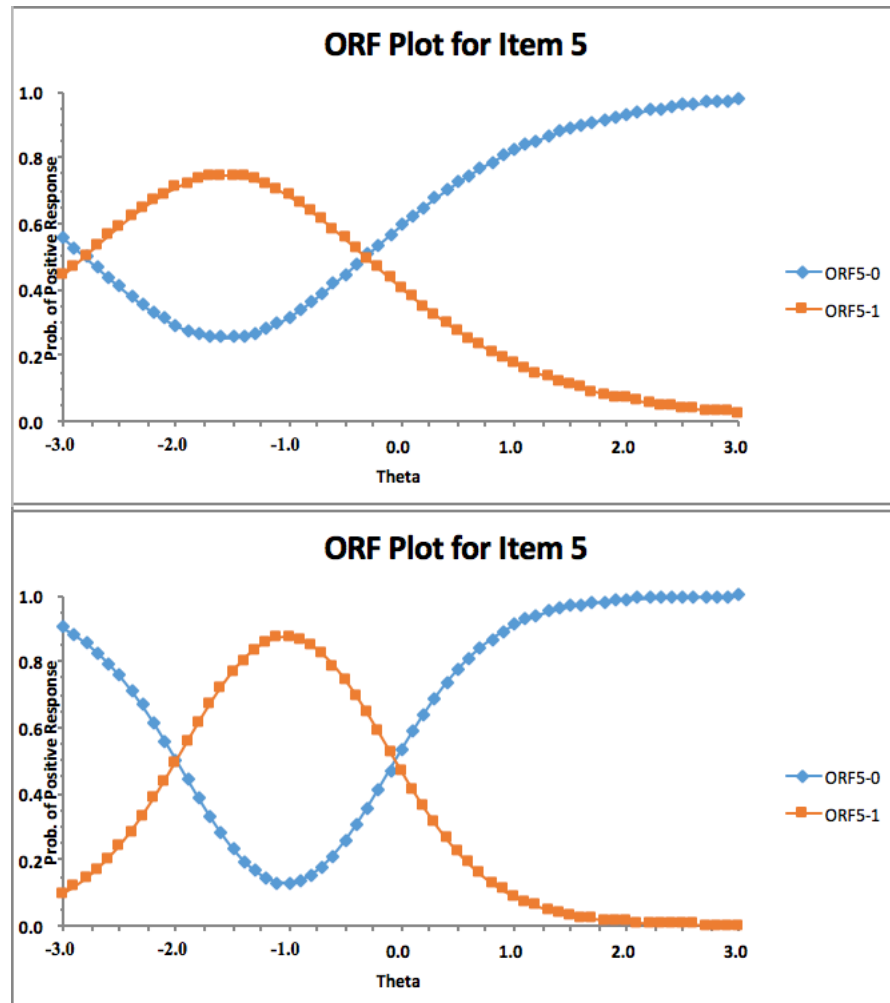 ORF Plot for Item 5
Prob. of Positive Response
1.0
0.8
0.6
0.4
0.2
0.0
-3.0 -2.0 -1.0 0.0 1.0 2.0 3.0
Theta
ORF5-0
ORF5-1
ORF Plot for Item 5
Prob. of Positive Response
1.0
0.8
0.6
0.4
0.2
0.0
-3.0 -2.0 -1.0 0.0 1.0 2.0 3.0
Theta
ORF5-0
ORF5-1